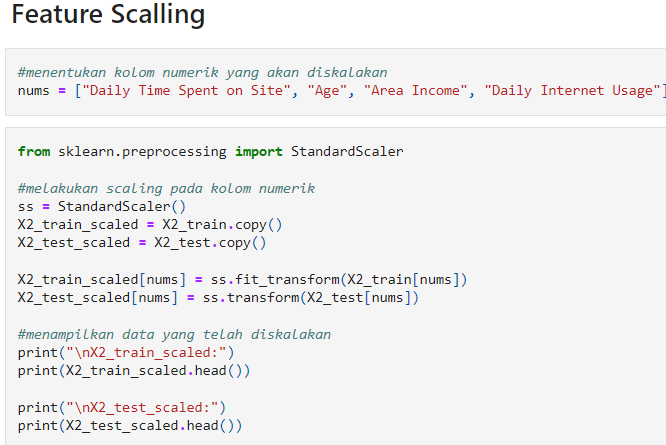 Feature Scalling
#menentukan kolom numerik yang akan diskalakan
nums = ["Daily Time Spent on Site", "Age", "Area Income", "Daily Internet Usage"]
from sklearn.preprocessing import StandardScaler
#melakukan scaling pada kolom numerik
ss = StandardScaler()
X2_train_scaled = X2_train.copy()
X2_test_scaled = X2_test.copy()
X2_train_scaled[nums] = ss.fit_transform(X2_train[nums])
X2_test_scaled[nums] = ss.transform(X2_test[nums])
#menampilkan data yang telah diskalakan
print("\nX2_train_scaled:")
print(X2_train_scaled.head())
print("\nX2_test_scaled:")
print(X2_test_scaled.head())